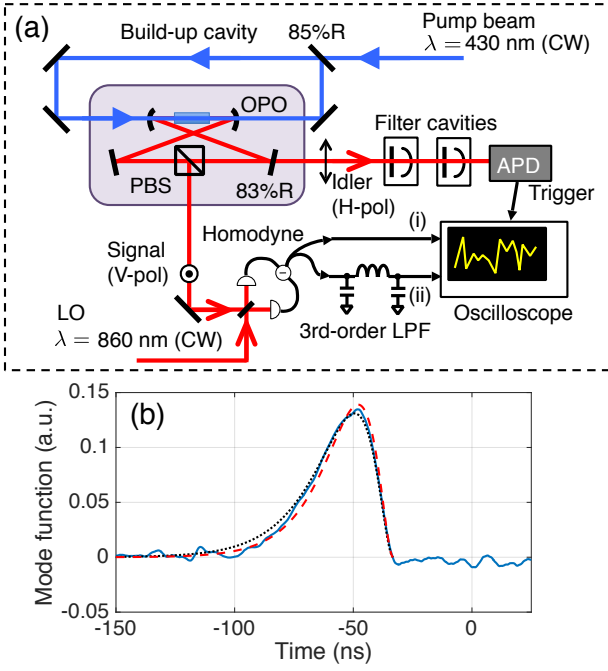 (a)
Build-up cavity
85%R
Pump beam
λ = 430 nm (CW)
OPO
PBS
83%R
Idler
(H-pol)
Filter cavities
APD
Trigger
Signal
(V-pol)
Homodyne
−
(i)
(ii)
LO
λ = 860 nm (CW)
3rd-order LPF
Oscilloscope
(b)
Mode function (a.u.)
0.15
0.1
0.05
0
-0.05
-150
-100
-50
0
Time (ns)